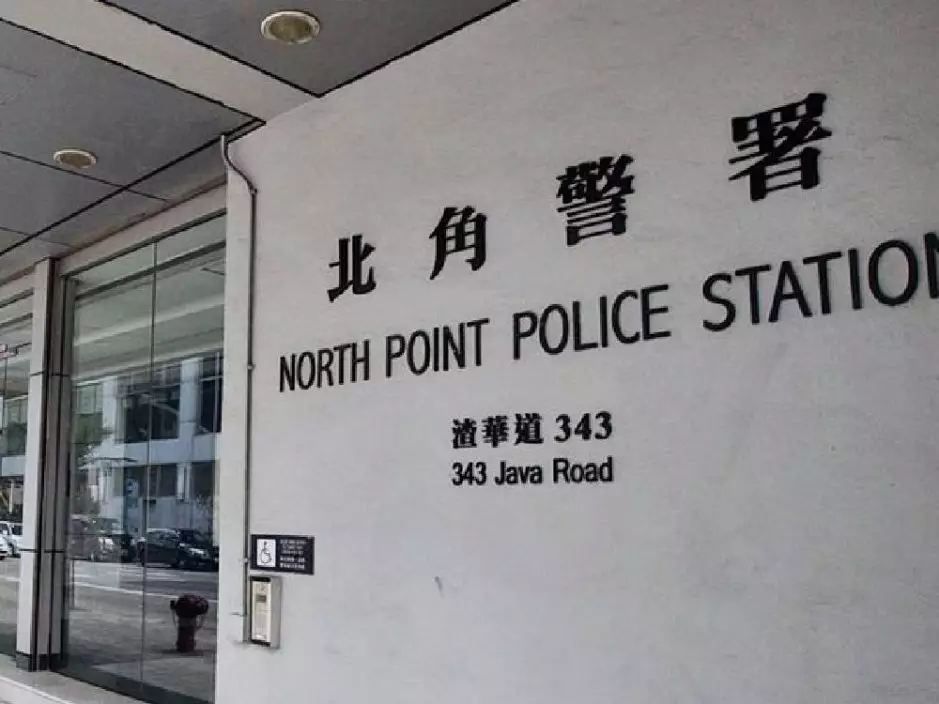 北角警署
NORTH POINT POLICE STATION
渣華道 343
343 Java Road